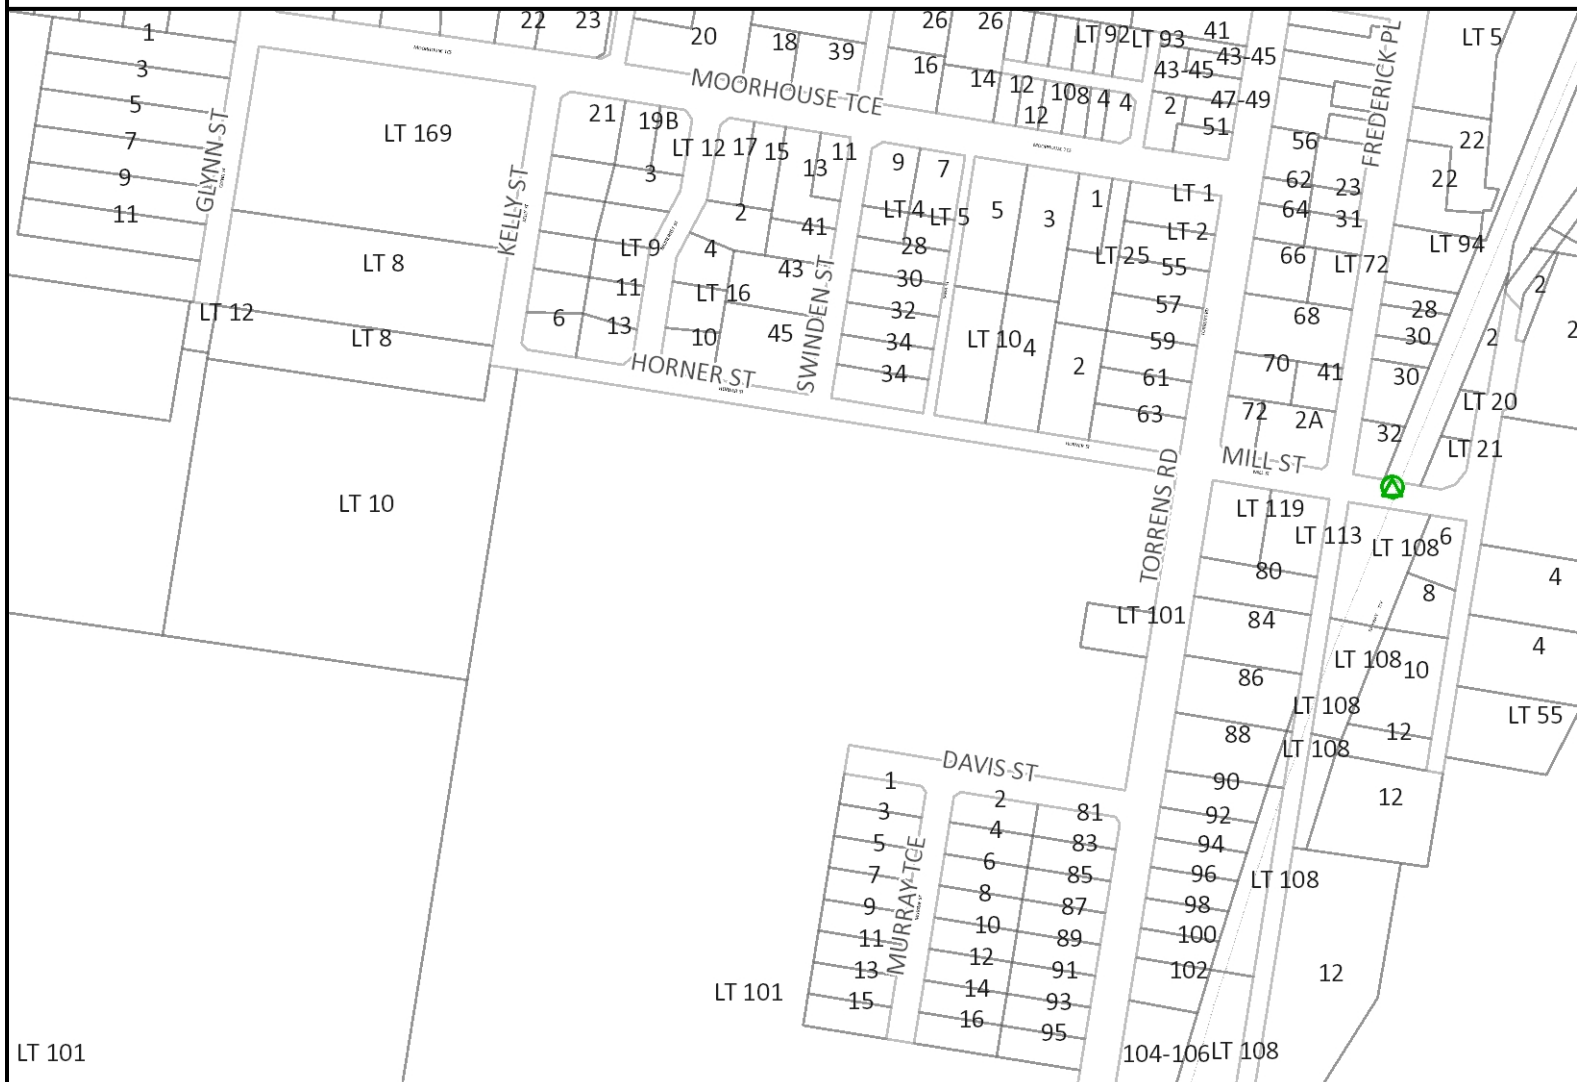 22
23
20
18
39
26
26
16
14
12
12
108
4
4
LT 92
LT 93
41
43-45
43-45
47-49
2
51
LT 5
1
3
5
7
9
11
GLYNN ST
LT 169
LT 8
LT 12
LT 8
LT 10
KELLY ST
MOORHOUSE TCE
21
19B
3
LT 12
17
15
13
11
9
7
LT 9
2
4
41
43
LT 16
11
6
13
10
45
HORNER ST
SWINDEN ST
LT 4
LT 5
28
30
32
34
34
5
3
1
LT 10
4
2
LT 1
LT 2
LT 25
55
57
59
61
63
56
62
64
66
68
70
72
23
31
LT 72
41
2A
FREDERICK PL
22
22
LT 94
28
30
30
32
2
2
2
LT 20
LT 21
MILL ST
TORRENS RD
LT 119
LT 113
LT 108
6
80
8
4
LT 101
84
4
86
LT 108
10
LT 108
LT 55
88
LT 108
12
90
12
92
94
96
LT 108
98
100
102
12
104-106
LT 108
DAVIS ST
MURRAY TCE
1
3
5
7
9
11
13
15
2
4
6
8
10
12
14
16
81
83
85
87
89
91
93
95
LT 101
LT 101